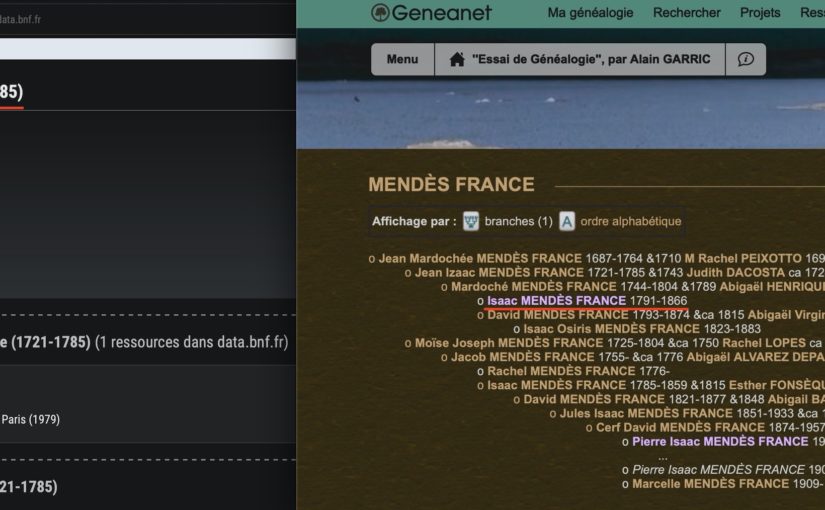 data.bnf.fr
85)
e (1721-1785) (1 ressources dans data.bnf.fr)
Paris (1979)
21-1785)
Geneanet
Ma généalogie Rechercher Projets Ress
Menu "Essai de Généalogie", par Alain GARRIC
MENDÈS FRANCE
Affichage par : branches (1) A ordre alphabétique
o Jean Mardochée MENDÈS FRANCE 1687-1764 &1710 M Rachel PEIXOTTO 169
o Jean Izaac MENDÈS FRANCE 1721-1785 &1743 Judith DACOSTA ca 172
o Mardoché MENDÈS FRANCE 1744-1804 &1789 Abigaël HENRIQU
o Isaac MENDÈS FRANCE 1791-1866
o David MENDÈS FRANCE 1793-1874 &ca 1815 Abigaël Virgin
o Isaac Osiris MENDÈS FRANCE 1823-1883
o Moïse Joseph MENDÈS FRANCE 1725-1804 &ca 1750 Rachel LOPES ca
o Jacob MENDÈS FRANCE 1755- &ca 1776 Abigaël ALVAREZ DEPA
o Rachel MENDÈS FRANCE 1776-
o Isaac MENDÈS FRANCE 1785-1859 &1815 Esther FONSÈQU
o David MENDÈS FRANCE 1821-1877 &1848 Abigail BA
o Jules Isaac MENDÈS FRANCE 1851-1933 &ca 1
o Cerf David MENDÈS FRANCE 1874-1957
o Pierre Isaac MENDÈS FRANCE 19
...
o Pierre Isaac MENDÈS FRANCE 190
o Marcelle MENDÈS FRANCE 1909-